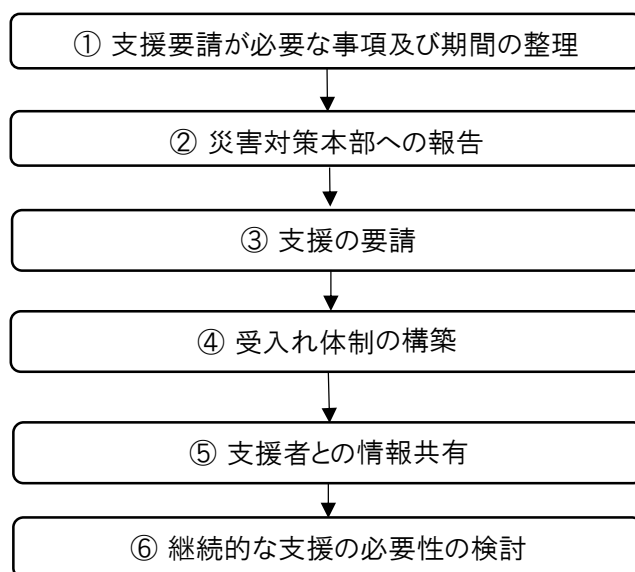 ① 支援要請が必要な事項及び期間の整理
② 災害対策本部への報告
③ 支援の要請
④ 受入れ体制の構築
⑤ 支援者との情報共有
⑥ 継続的な支援の必要性の検討